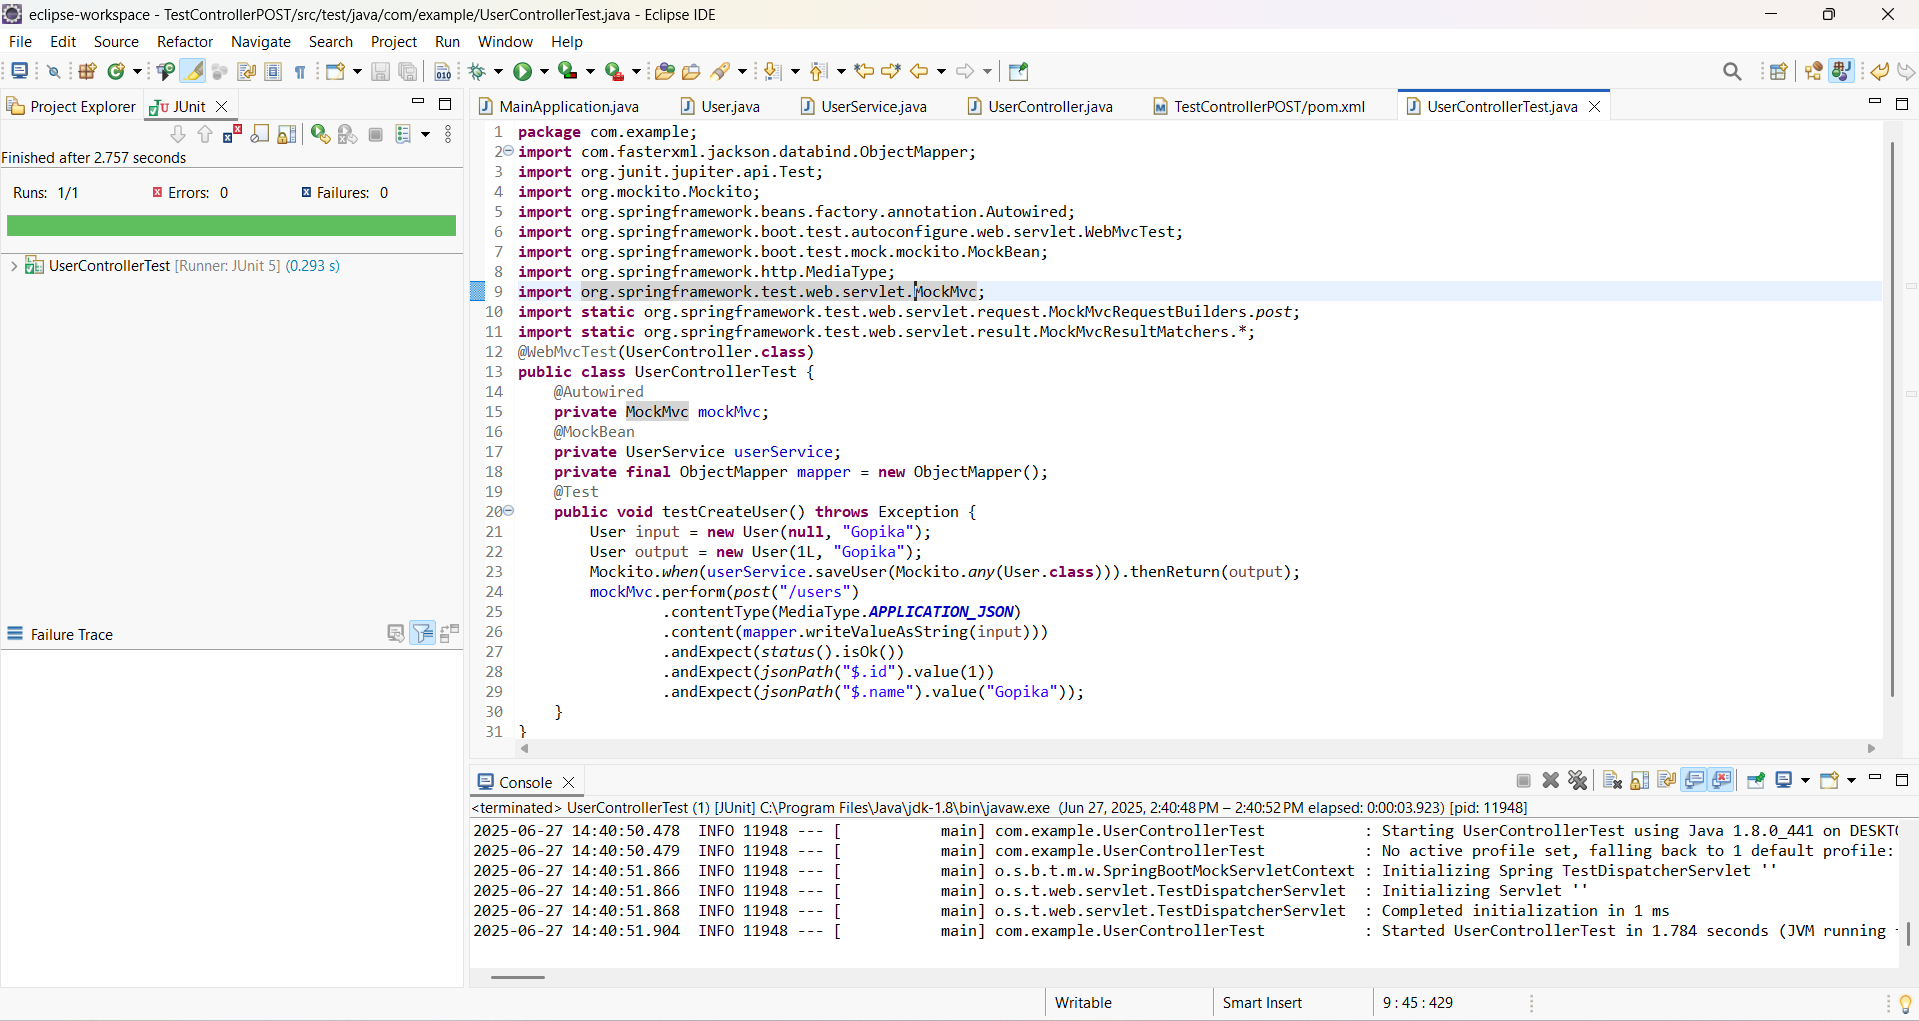 eclipse-workspace - TestControllerPOST/src/test/java/com/example/UserControllerTest.java - Eclipse IDE
File Edit Source Refactor Navigate Search Project Run Window Help
Project Explorer JUnit
Finished after 2.757 seconds
Runs: 1/1 Errors: 0 Failures: 0
UserControllerTest [Runner: JUnit 5] (0.293 s)
Failure Trace
MainApplication.java User.java UserService.java UserController.java TestControllerPOST/pom.xml UserControllerTest.java
1 package com.example;
2 import com.fasterxml.jackson.databind.ObjectMapper;
3 import org.junit.jupiter.api.Test;
4 import org.mockito.Mockito;
5 import org.springframework.beans.factory.annotation.Autowired;
6 import org.springframework.boot.test.autoconfigure.web.servlet.WebMvcTest;
7 import org.springframework.boot.test.mock.mockito.MockBean;
8 import org.springframework.http.MediaType;
9 import org.springframework.test.web.servlet.MockMvc;
10 import static org.springframework.test.web.servlet.request.MockMvcRequestBuilders.post;
11 import static org.springframework.test.web.servlet.result.MockMvcResultMatchers.*;
12 @WebMvcTest(UserController.class)
13 public class UserControllerTest {
14 @Autowired
15 private MockMvc mockMvc;
16 @MockBean
17 private UserService userService;
18 private final ObjectMapper mapper = new ObjectMapper();
19 @Test
20 public void testCreateUser() throws Exception {
21 User input = new User(null, "Gopika");
22 User output = new User(1L, "Gopika");
23 Mockito.when(userService.saveUser(Mockito.any(User.class))).thenReturn(output);
24 mockMvc.perform(post("/users")
25 .contentType(MediaType.APPLICATION_JSON)
26 .content(mapper.writeValueAsString(input)))
27 .andExpect(status().isOk())
28 .andExpect(jsonPath("$.id").value(1))
29 .andExpect(jsonPath("$.name").value("Gopika"));
30 }
31 }
Console
<terminated> UserControllerTest (1) [JUnit] C:\Program Files\Java\jdk-1.8\bin\javaw.exe (Jun 27, 2025, 2:40:48 PM – 2:40:52 PM elapsed: 0:00:03.923) [pid: 11948]
2025-06-27 14:40:50.478 INFO 11948 --- [ main] com.example.UserControllerTest : Starting UserControllerTest using Java 1.8.0_441 on DESKTO
2025-06-27 14:40:50.479 INFO 11948 --- [ main] com.example.UserControllerTest : No active profile set, falling back to 1 default profile:
2025-06-27 14:40:51.866 INFO 11948 --- [ main] o.s.b.t.m.w.SpringBootMockServletContext : Initializing Spring TestDispatcherServlet ''
2025-06-27 14:40:51.866 INFO 11948 --- [ main] o.s.t.web.servlet.TestDispatcherServlet : Initializing Servlet ''
2025-06-27 14:40:51.868 INFO 11948 --- [ main] o.s.t.web.servlet.TestDispatcherServlet : Completed initialization in 1 ms
2025-06-27 14:40:51.904 INFO 11948 --- [ main] com.example.UserControllerTest : Started UserControllerTest in 1.784 seconds (JVM running
Writable Smart Insert 9 : 45 : 429